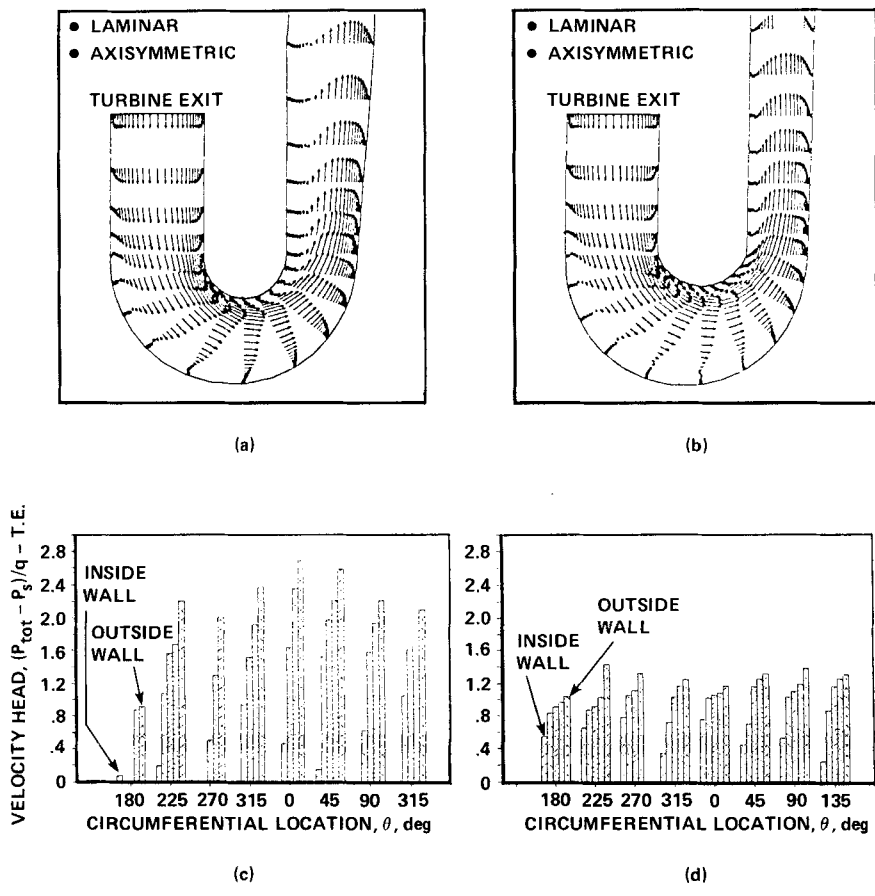 ● LAMINAR
● AXISYMMETRIC
TURBINE EXIT
(a)
● LAMINAR
● AXISYMMETRIC
TURBINE EXIT
(b)
VELOCITY HEAD, (P_tot – P_s)/q – T.E.
2.8
2.4
2.0
1.6
1.2
.8
.4
0
INSIDE
WALL
OUTSIDE
WALL
180 225 270 315 0 45 90 315
CIRCUMFERENTIAL LOCATION, θ, deg
(c)
2.8
2.4
2.0
1.6
1.2
.8
.4
0
INSIDE
WALL
OUTSIDE
WALL
180 225 270 315 0 45 90 135
CIRCUMFERENTIAL LOCATION, θ, deg
(d)